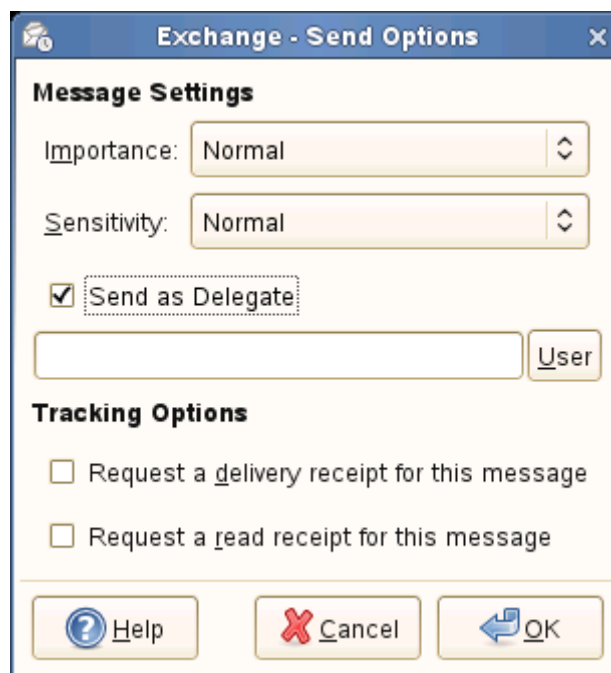 Exchange - Send Options
Message Settings
Importance: Normal
Sensitivity: Normal
Send as Delegate
User
Tracking Options
Request a delivery receipt for this message
Request a read receipt for this message
Help Cancel OK